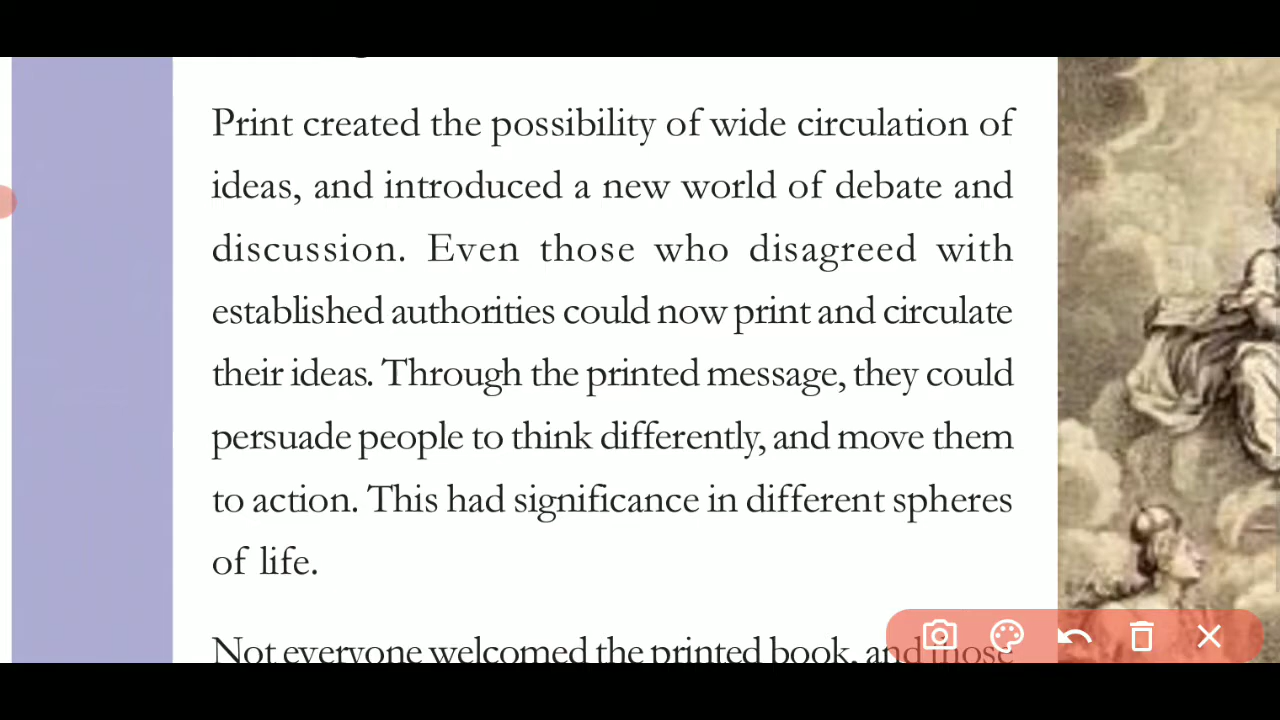 Print created the possibility of wide circulation of
ideas, and introduced a new world of debate and
discussion. Even those who disagreed with
established authorities could now print and circulate
their ideas. Through the printed message, they could
persuade people to think differently, and move them
to action. This had significance in different spheres
of life.
Not everyone welcomed the printed book, and those